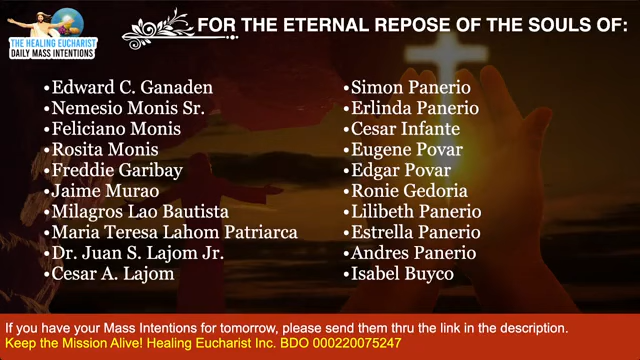 THE HEALING EUCHARIST
DAILY MASS INTENTIONS
FOR THE ETERNAL REPOSE OF THE SOULS OF:
•Edward C. Ganaden
•Nemesio Monis Sr.
•Feliciano Monis
•Rosita Monis
•Freddie Garibay
•Jaime Murao
•Milagros Lao Bautista
•Maria Teresa Lahom Patriarca
•Dr. Juan S. Lajom Jr.
•Cesar A. Lajom
•Simon Panerio
•Erlinda Panerio
•Cesar Infante
•Eugene Povar
•Edgar Povar
•Ronie Gedoria
•Lilibeth Panerio
•Estrella Panerio
•Andres Panerio
•Isabel Buyco
If you have your Mass Intentions for tomorrow, please send them thru the link in the description.
Keep the Mission Alive! Healing Eucharist Inc. BDO 000220075247